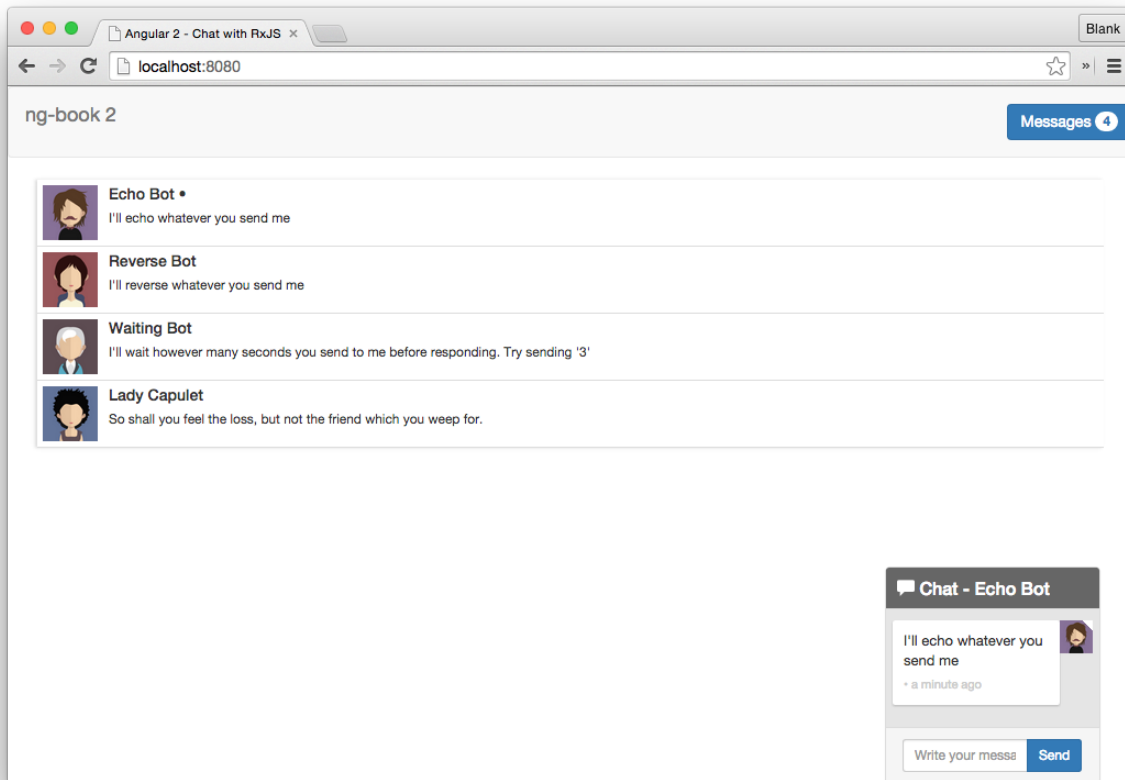 Angular 2 - Chat with RxJS
Blank
localhost:8080
ng-book 2
Messages 4
Echo Bot •
I'll echo whatever you send me
Reverse Bot
I'll reverse whatever you send me
Waiting Bot
I'll wait however many seconds you send to me before responding. Try sending '3'
Lady Capulet
So shall you feel the loss, but not the friend which you weep for.
Chat - Echo Bot
I'll echo whatever you
send me
• a minute ago
Write your messa
Send